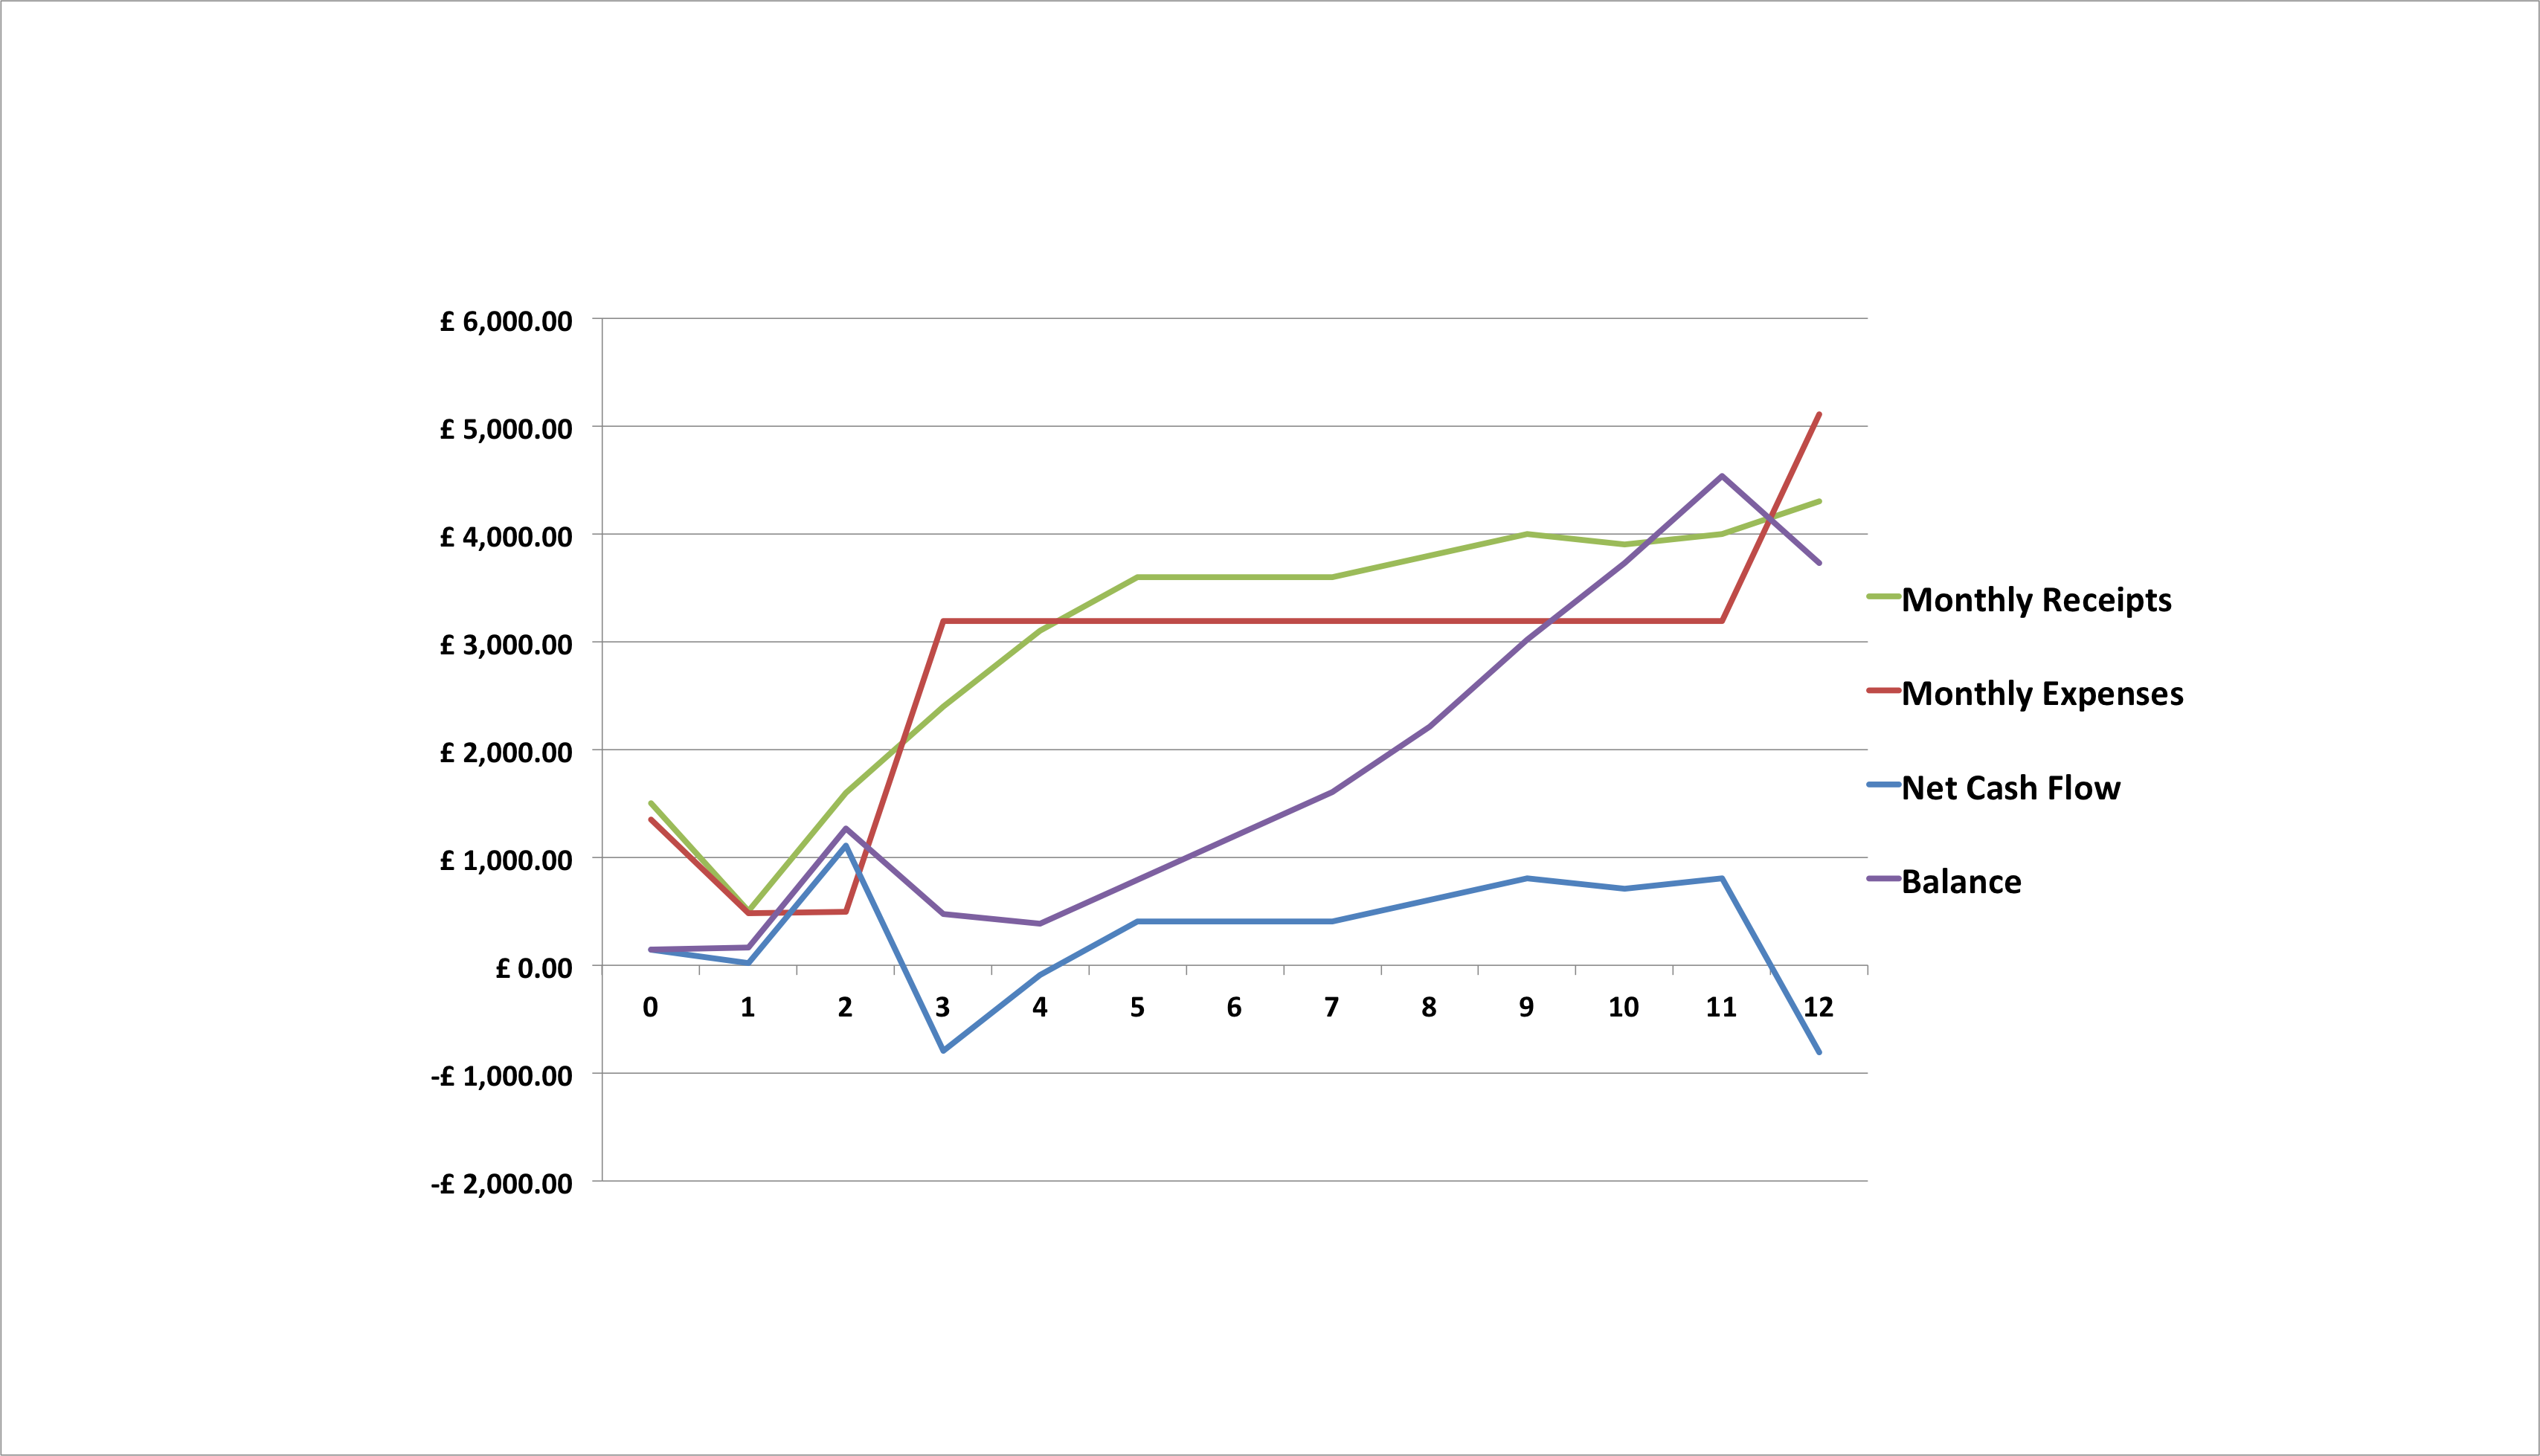 £ 6,000.00
£ 5,000.00
£ 4,000.00
£ 3,000.00
£ 2,000.00
£ 1,000.00
£ 0.00
-£ 1,000.00
-£ 2,000.00
0 1 2 3 4 5 6 7 8 9 10 11 12
Monthly Receipts
Monthly Expenses
Net Cash Flow
Balance